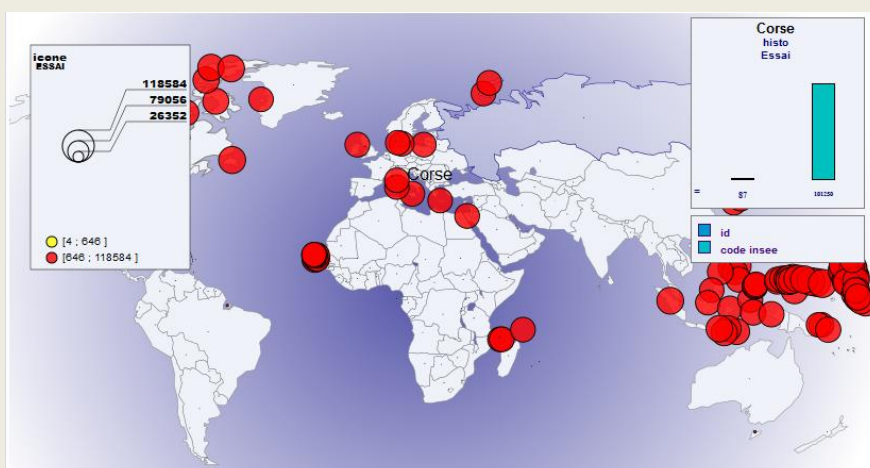 icone
ESSAI
118584
79056
26352
[4 ; 646 ]
[646 ; 118584 ]
Corse
Corse
histo
Essai
=
87
101250
id
code insee